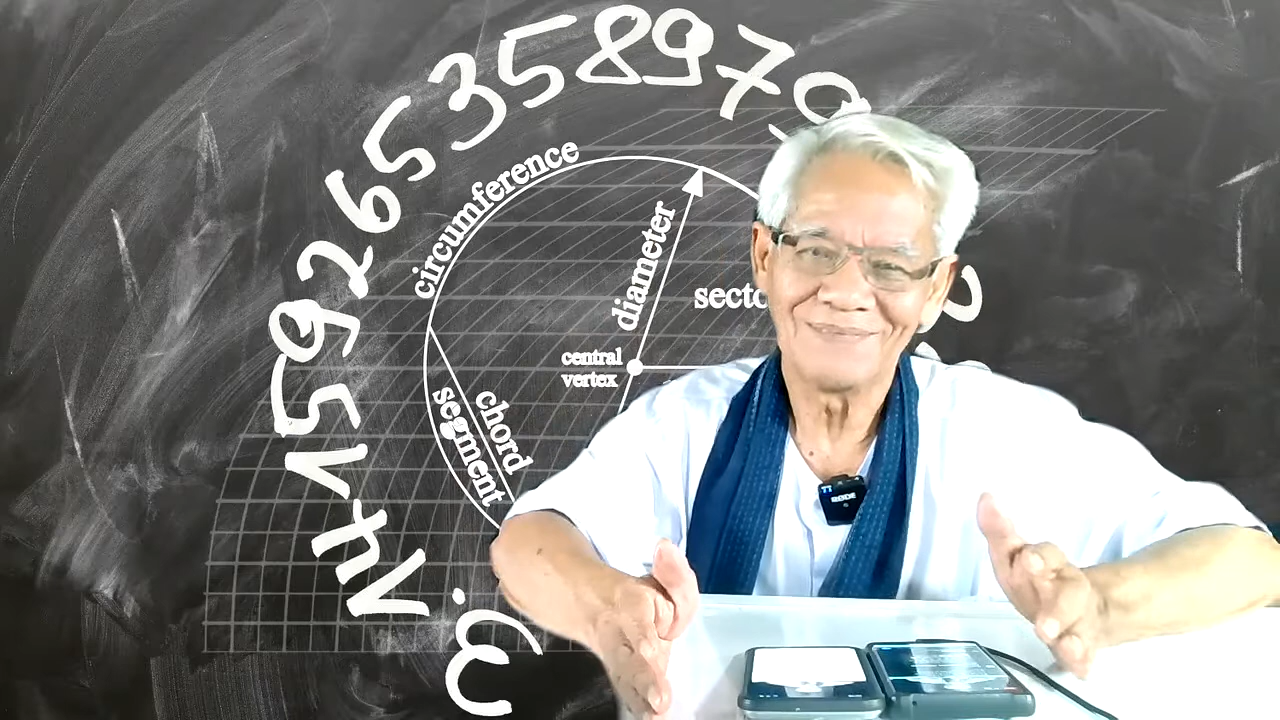 3.14159265358979
circumference
diameter
secto
central
vertex
chord
segment
RØDE